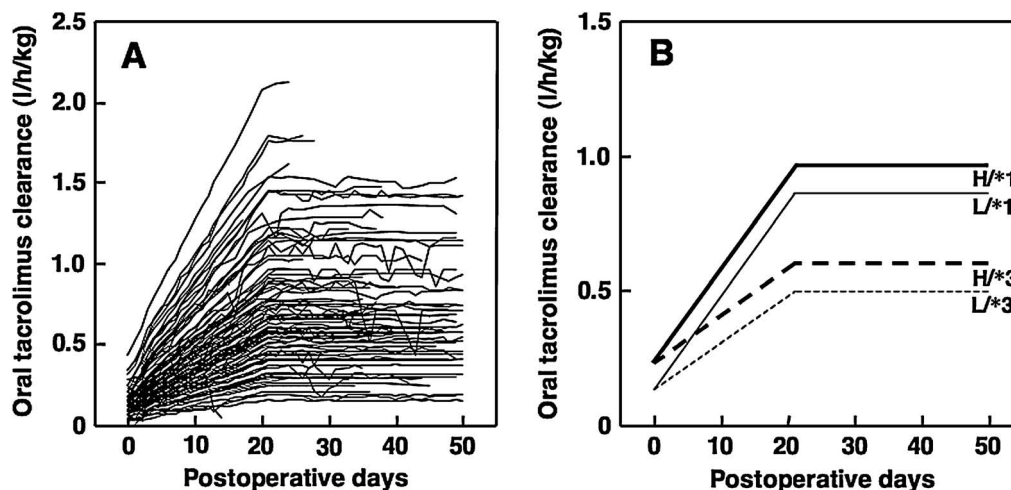 A
Oral tacrolimus clearance (l/h/kg)
2.5
2.0
1.5
1.0
0.5
0
0 10 20 30 40 50
Postoperative days
B
Oral tacrolimus clearance (l/h/kg)
1.5
1.0
0.5
0
H/*1
L/*1
H/*3
L/*3
0 10 20 30 40 50
Postoperative days